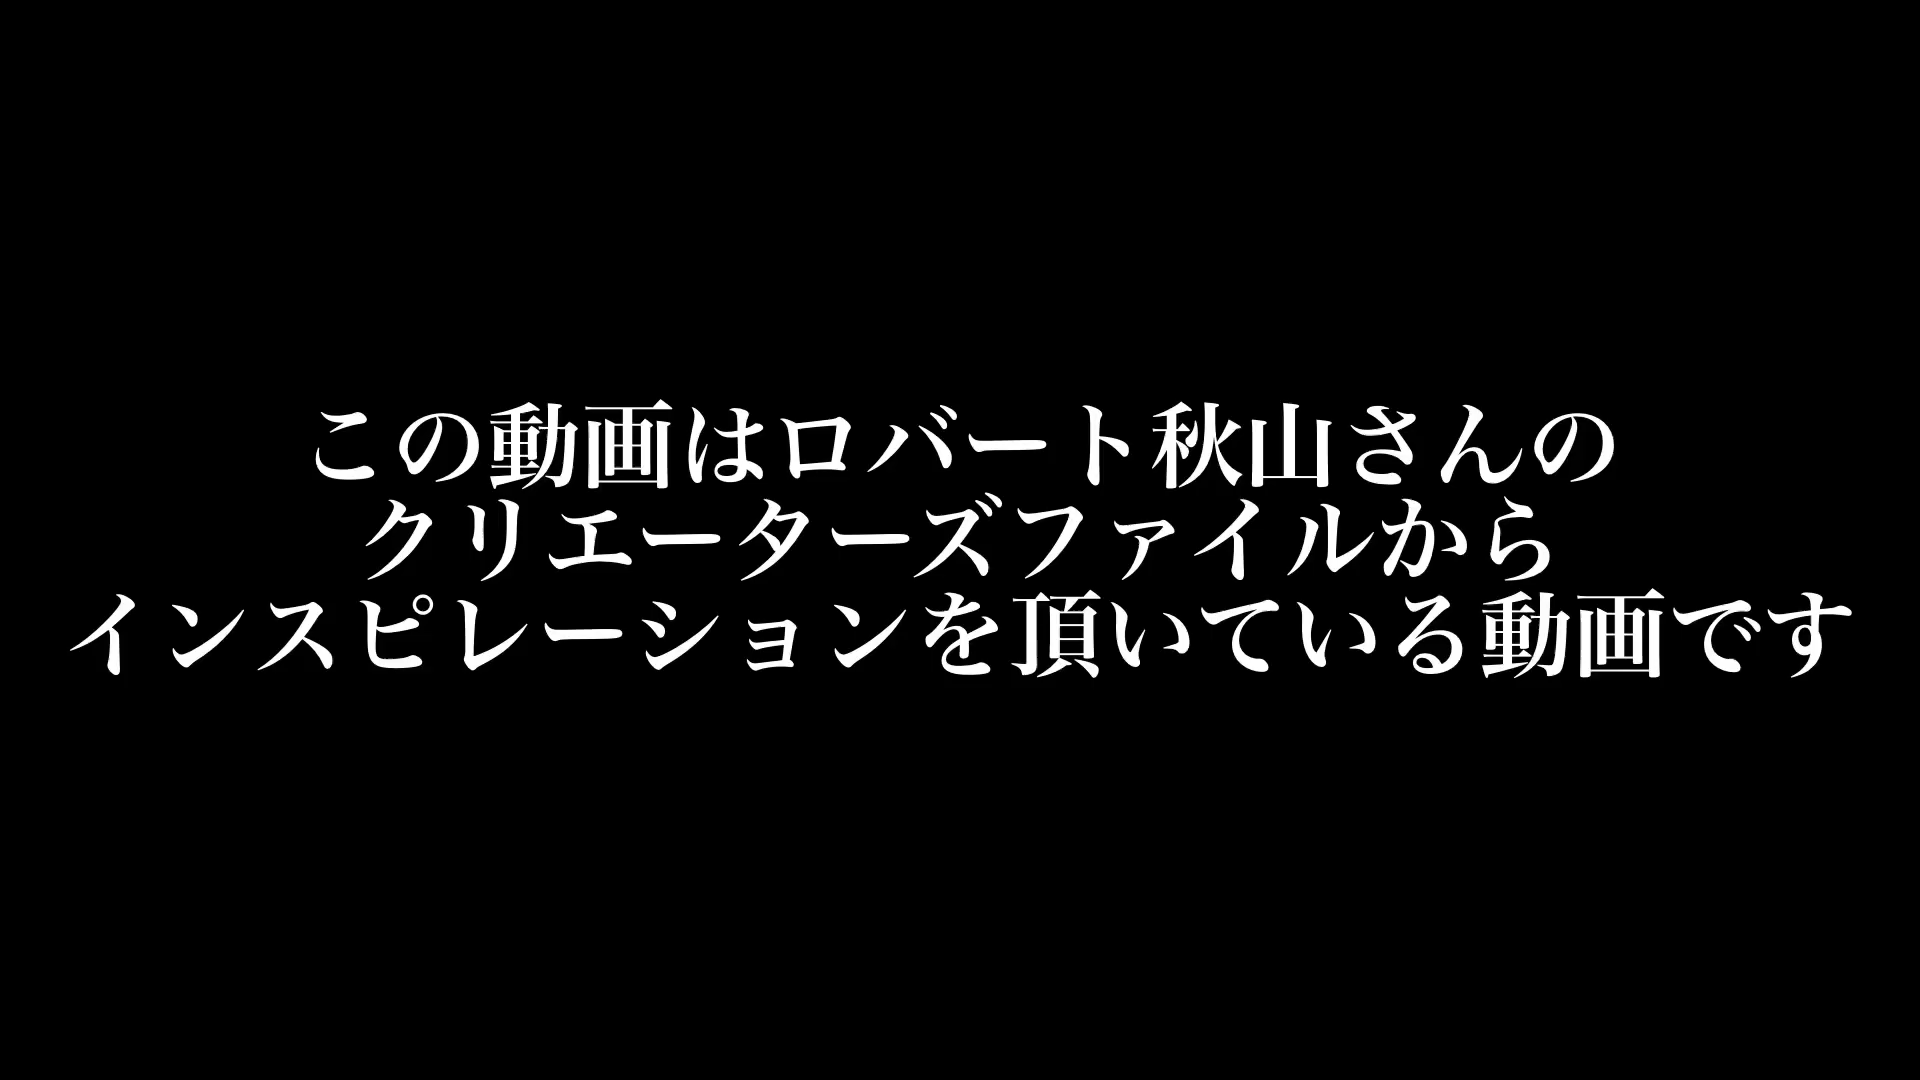 この動画はロバート秋山さんの
クリエーターズファイルから
インスピレーションを頂いている動画です